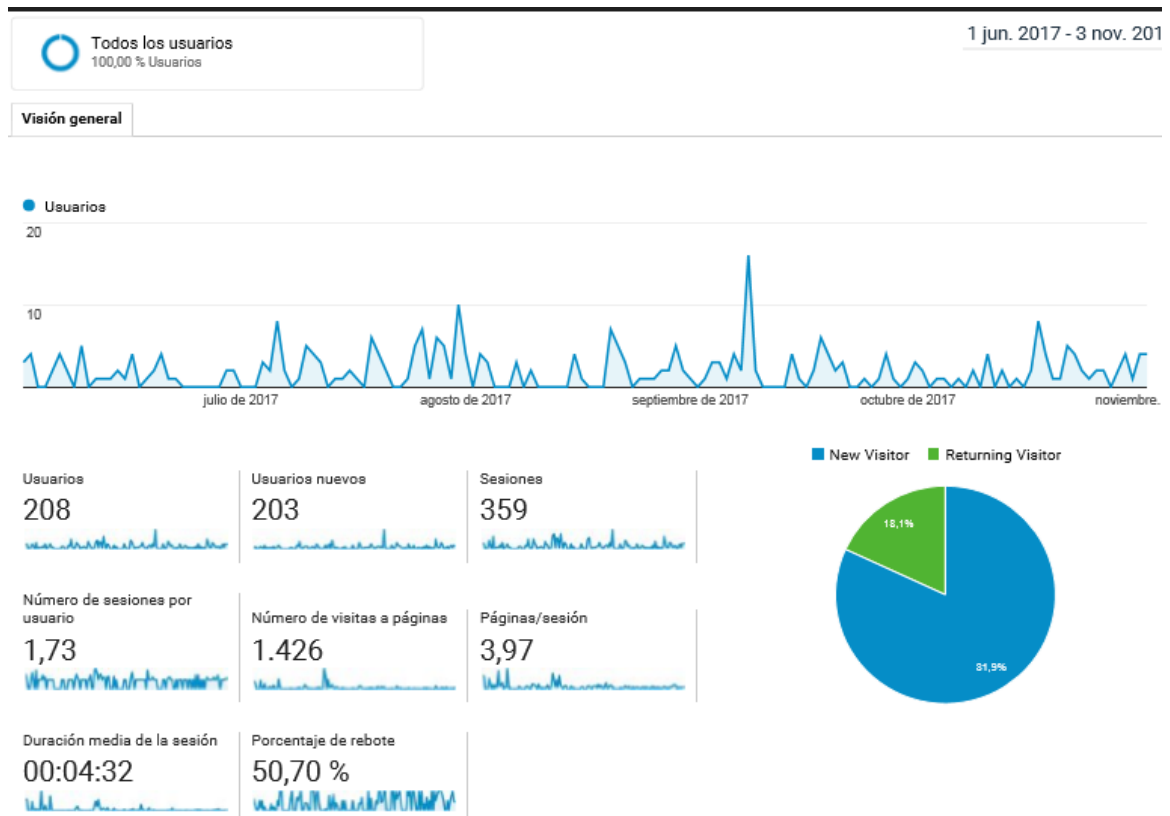 Todos los usuarios
100,00 % Usuarios
1 jun. 2017 - 3 nov. 201
Visión general
Usuarios
20
10
julio de 2017
agosto de 2017
septiembre de 2017
octubre de 2017
noviembre.
New Visitor
Returning Visitor
Usuarios
208
Usuarios nuevos
203
Sesiones
359
18,1%
81,9%
Número de sesiones por
usuario
1,73
Número de visitas a páginas
1.426
Páginas/sesión
3,97
Duración media de la sesión
00:04:32
Porcentaje de rebote
50,70 %